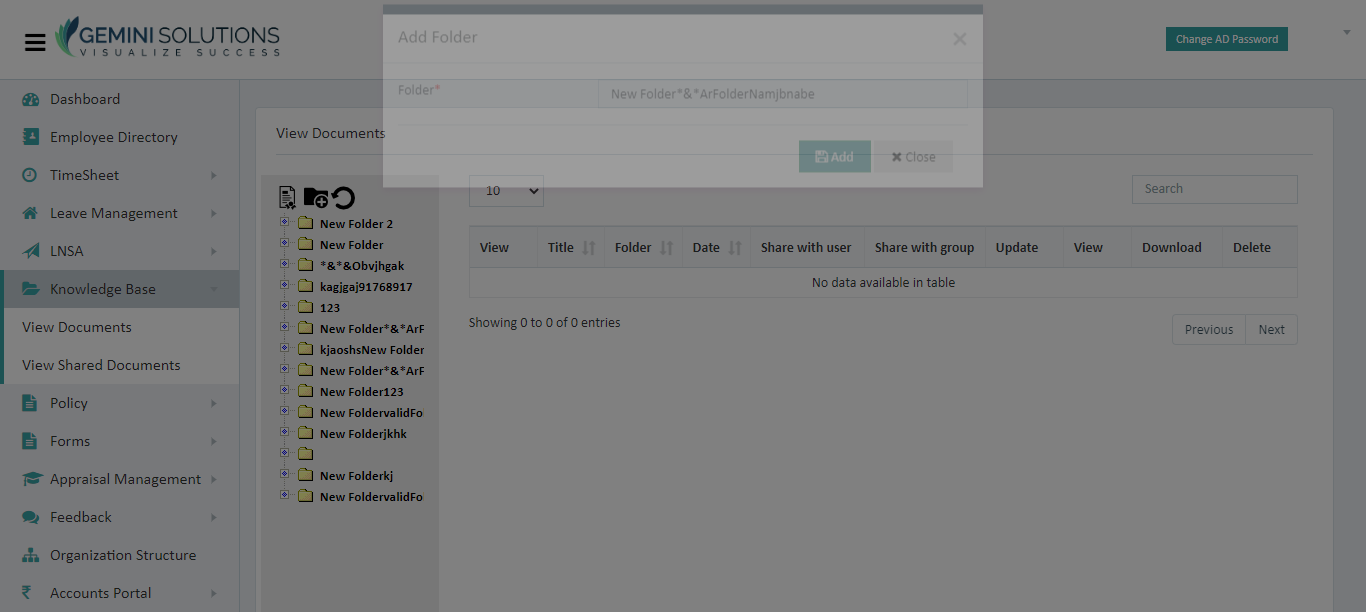 GEMINI SOLUTIONS
VISUALIZE SUCCESS
Add Folder
Change AD Password
Folder*
New Folder*&*ArFolderNamjbnabe
Add
Close
Dashboard
Employee Directory
TimeSheet
Leave Management
LNSA
Knowledge Base
View Documents
View Shared Documents
Policy
Forms
Appraisal Management
Feedback
Organization Structure
Accounts Portal
View Documents
New Folder 2
New Folder
*&*&Obvjhgak
kagjgaj91768917
123
New Folder*&*ArF
kjaoshsNew Folder
New Folder*&*ArF
New Folder123
New FoldervalidFo
New Folderjkhk
New Folderkj
New FoldervalidFo
10
Search
View Title Folder Date Share with user Share with group Update View Download Delete
No data available in table
Showing 0 to 0 of 0 entries
Previous Next